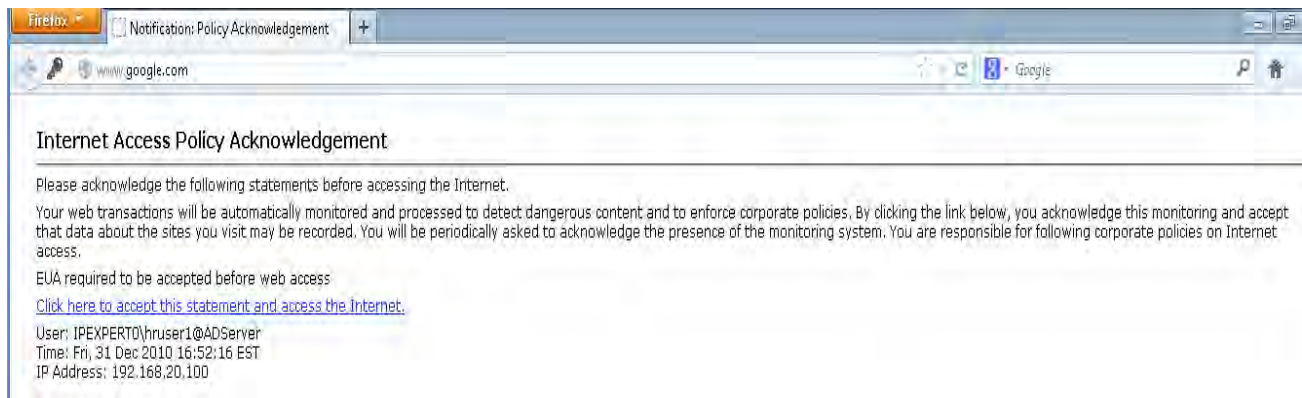 Firefox
Notification: Policy Acknowledgement
+
www.google.com
Google
Internet Access Policy Acknowledgement
Please acknowledge the following statements before accessing the Internet.
Your web transactions will be automatically monitored and processed to detect dangerous content and to enforce corporate policies. By clicking the link below, you acknowledge this monitoring and accept
that data about the sites you visit may be recorded. You will be periodically asked to acknowledge the presence of the monitoring system. You are responsible for following corporate policies on Internet
access.
EUA required to be accepted before web access
Click here to accept this statement and access the Internet.
User: IPEXPERT0\hruser1@ADServer
Time: Fri, 31 Dec 2010 16:52:16 EST
IP Address: 192.168.20.100